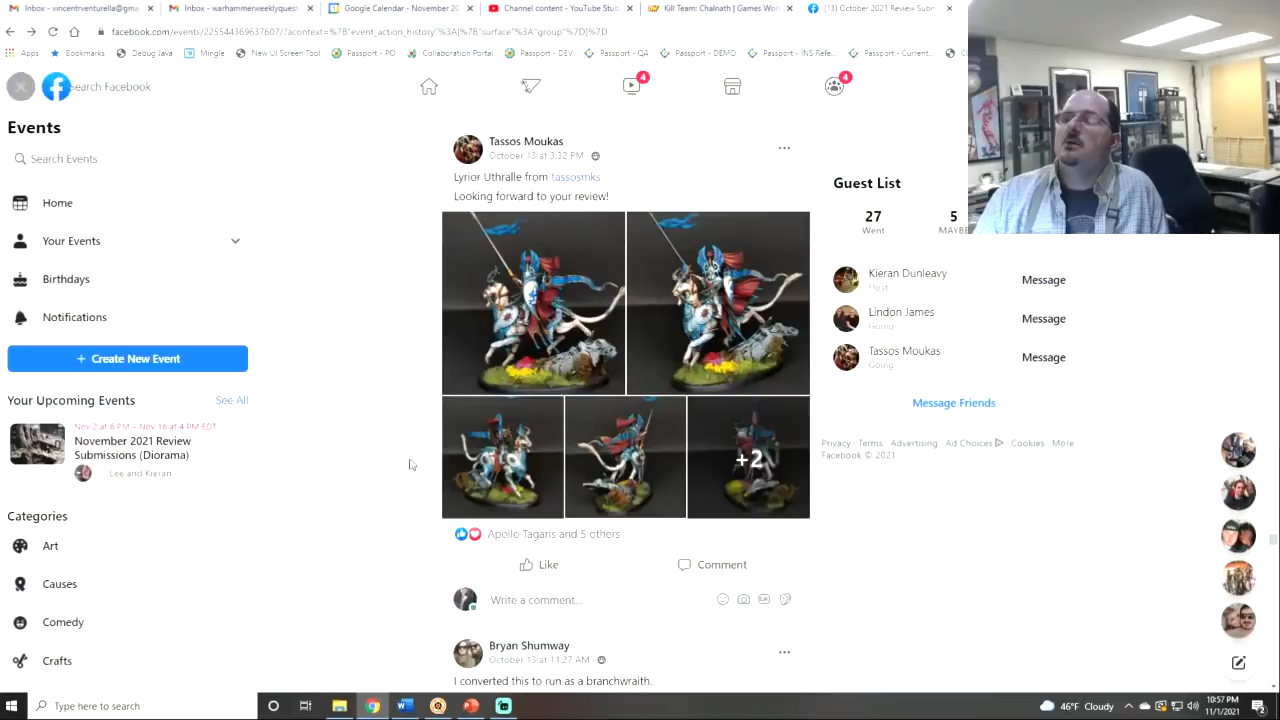 Inbox - vincentrventurella@gma
Inbox - warhammerweeklyquest
Google Calendar - November 20
Channel content - YouTube Stu
Kill Team: Chalnath | Games Wor
(13) October 2021 Review Subm
facebook.com/events/225544369637607/?acontext=%7B"event_action_history"%3A[%7B"surface"%3A"group"%7D]%7D
Apps
Bookmarks
Debug Java
Mingle
New UI Screen Tool
Passport - PO
Collaboration Portal
Passport - DEV
Passport - QA
Passport - DEMO
Passport - INS Refe...
Passport - Current...
Search Facebook
4
4
Events
Search Events
Home
Your Events
Birthdays
Notifications
+ Create New Event
Your Upcoming Events
See All
Nov 2 at 6 PM – Nov 16 at 4 PM EDT
November 2021 Review
Submissions (Diorama)
Lee and Kieran
Categories
Art
Causes
Comedy
Crafts
Tassos Moukas
October 13 at 3:32 PM
Lyrior Uthralle from tassosmks
Looking forward to your review!
+2
Apollo Tagaris and 5 others
Like
Comment
Write a comment...
Bryan Shumway
October 13 at 11:27 AM
I converted this to run as a branchwraith.
Guest List
27
Went
5
MAYBE
Kieran Dunleavy
Host
Message
Lindon James
Going
Message
Tassos Moukas
Going
Message
Message Friends
Privacy · Terms · Advertising · Ad Choices · Cookies · More
Facebook © 2021
Type here to search
46°F Cloudy
10:57 PM
11/1/2021
2